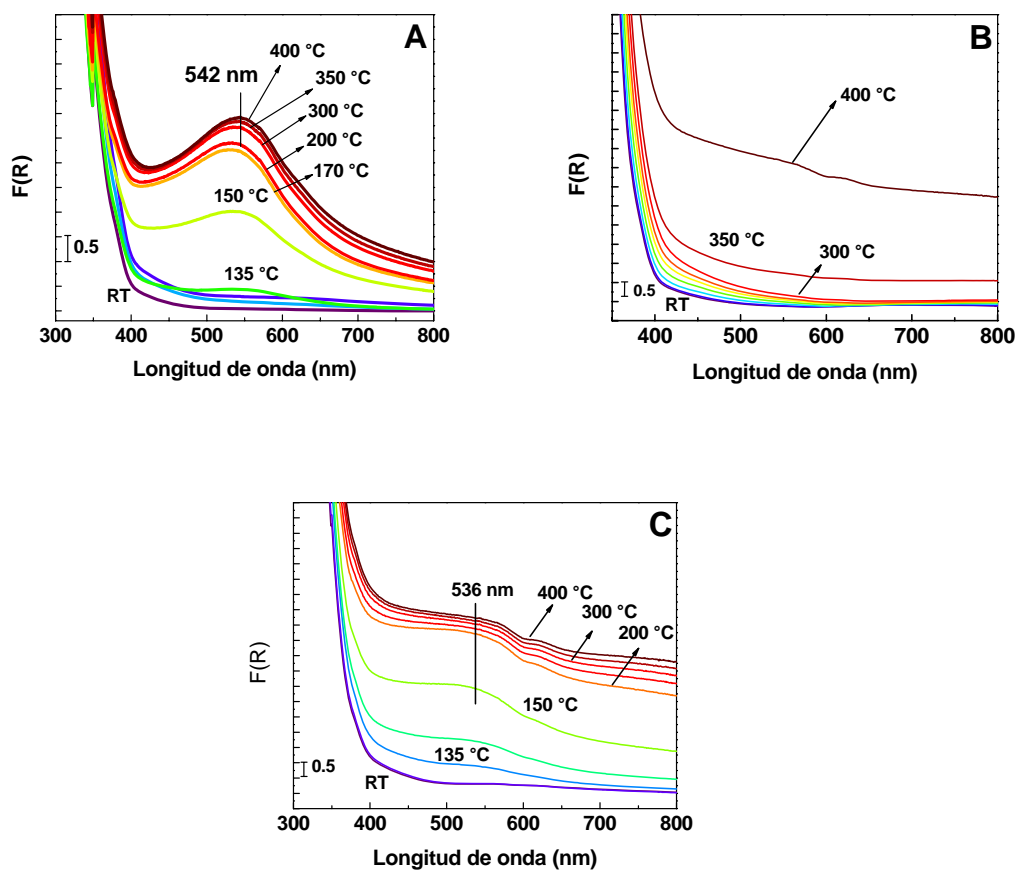 A
400 °C
542 nm
350 °C
300 °C
200 °C
170 °C
150 °C
135 °C
0.5
RT
F(R)
300 400 500 600 700 800
Longitud de onda (nm)
B
400 °C
350 °C
300 °C
0.5
RT
F(R)
400 500 600 700 800
Longitud de onda (nm)
C
536 nm
400 °C
300 °C
200 °C
150 °C
135 °C
0.5
RT
F(R)
300 400 500 600 700 800
Longitud de onda (nm)